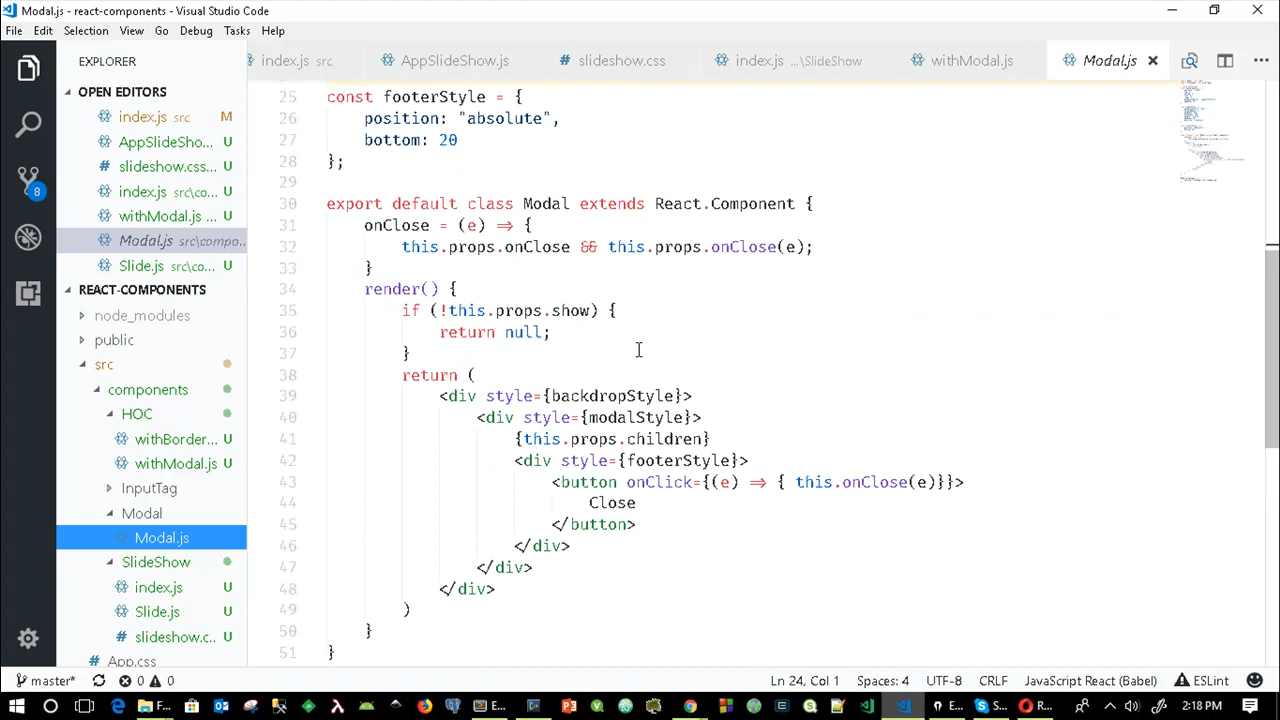 Modal.js - react-components - Visual Studio Code
File Edit Selection View Go Debug Tasks Help
EXPLORER
OPEN EDITORS
index.js src M
AppSlideSho... U
slideshow.css... U
index.js src\co... U
withModal.js ... U
Modal.js src\compo...
Slide.js src\co... U
REACT-COMPONENTS
node_modules
public
src
components
HOC
withBorder... U
withModal.js U
InputTag
Modal
Modal.js
SlideShow
index.js U
Slide.js U
slideshow.c... U
App.css
8
index.js src AppSlideShow.js slideshow.css index.js ...\SlideShow withModal.js Modal.js
25 const footerStyle = {
26 position: "absolute",
27 bottom: 20
28 };
29
30 export default class Modal extends React.Component {
31 onClose = (e) => {
32 this.props.onClose && this.props.onClose(e);
33 }
34 render() {
35 if (!this.props.show) {
36 return null;
37 }
38 return (
39 <div style={backdropStyle}>
40 <div style={modalStyle}>
41 {this.props.children}
42 <div style={footerStyle}>
43 <button onClick={(e) => { this.onClose(e)}}>
44 Close
45 </button>
46 </div>
47 </div>
48 </div>
49 )
50 }
51 }
master* 0 0 Ln 24, Col 1 Spaces: 4 UTF-8 CRLF JavaScript React (Babel) ESLint
F... E... E... S... R... 2:18 PM